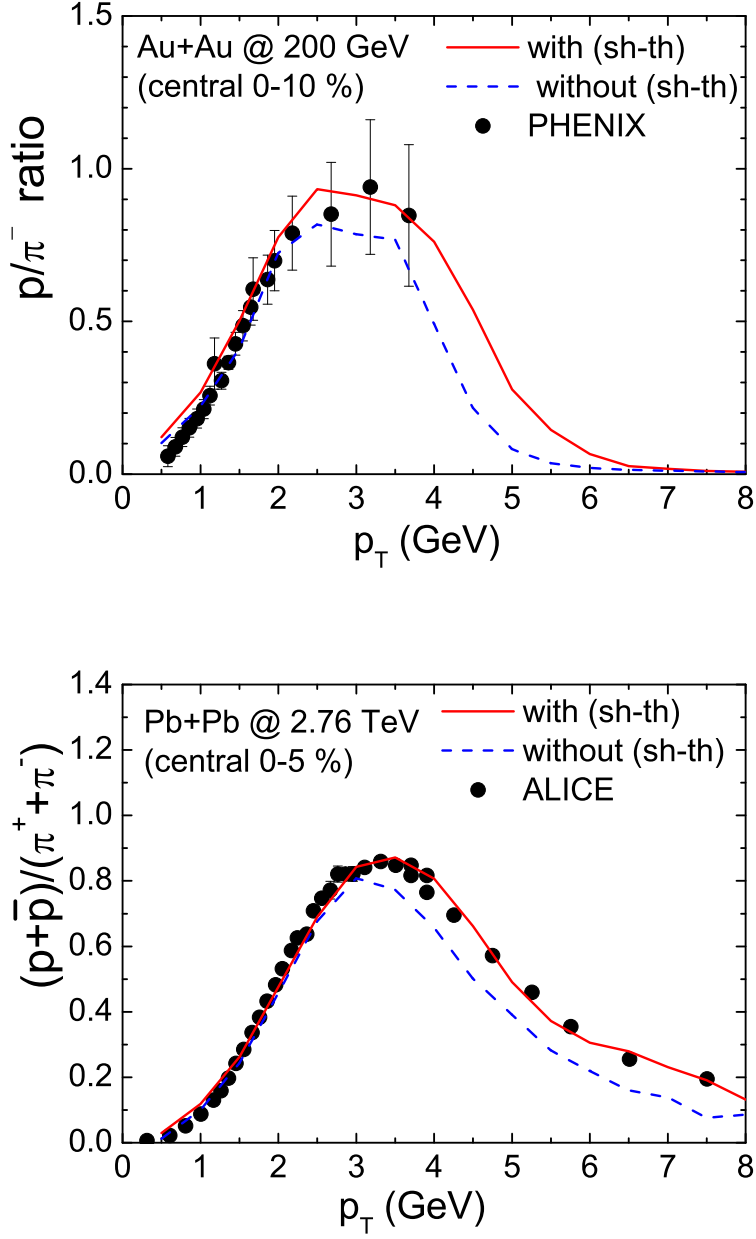 Au+Au @ 200 GeV
(central 0-10 %)
with (sh-th)
without (sh-th)
PHENIX
p/π⁻ ratio
1.5
1.0
0.5
0.0
0 1 2 3 4 5 6 7 8
p_T (GeV)
Pb+Pb @ 2.76 TeV
(central 0-5 %)
with (sh-th)
without (sh-th)
ALICE
(p+p̅)/(π⁺+π⁻)
1.4
1.2
1.0
0.8
0.6
0.4
0.2
0.0
0 1 2 3 4 5 6 7 8
p_T (GeV)